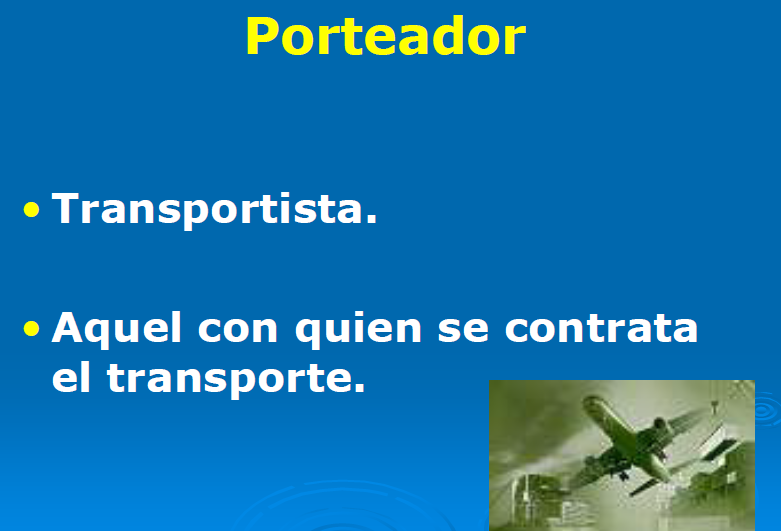 Porteador
• Transportista.
• Aquel con quien se contrata
el transporte.